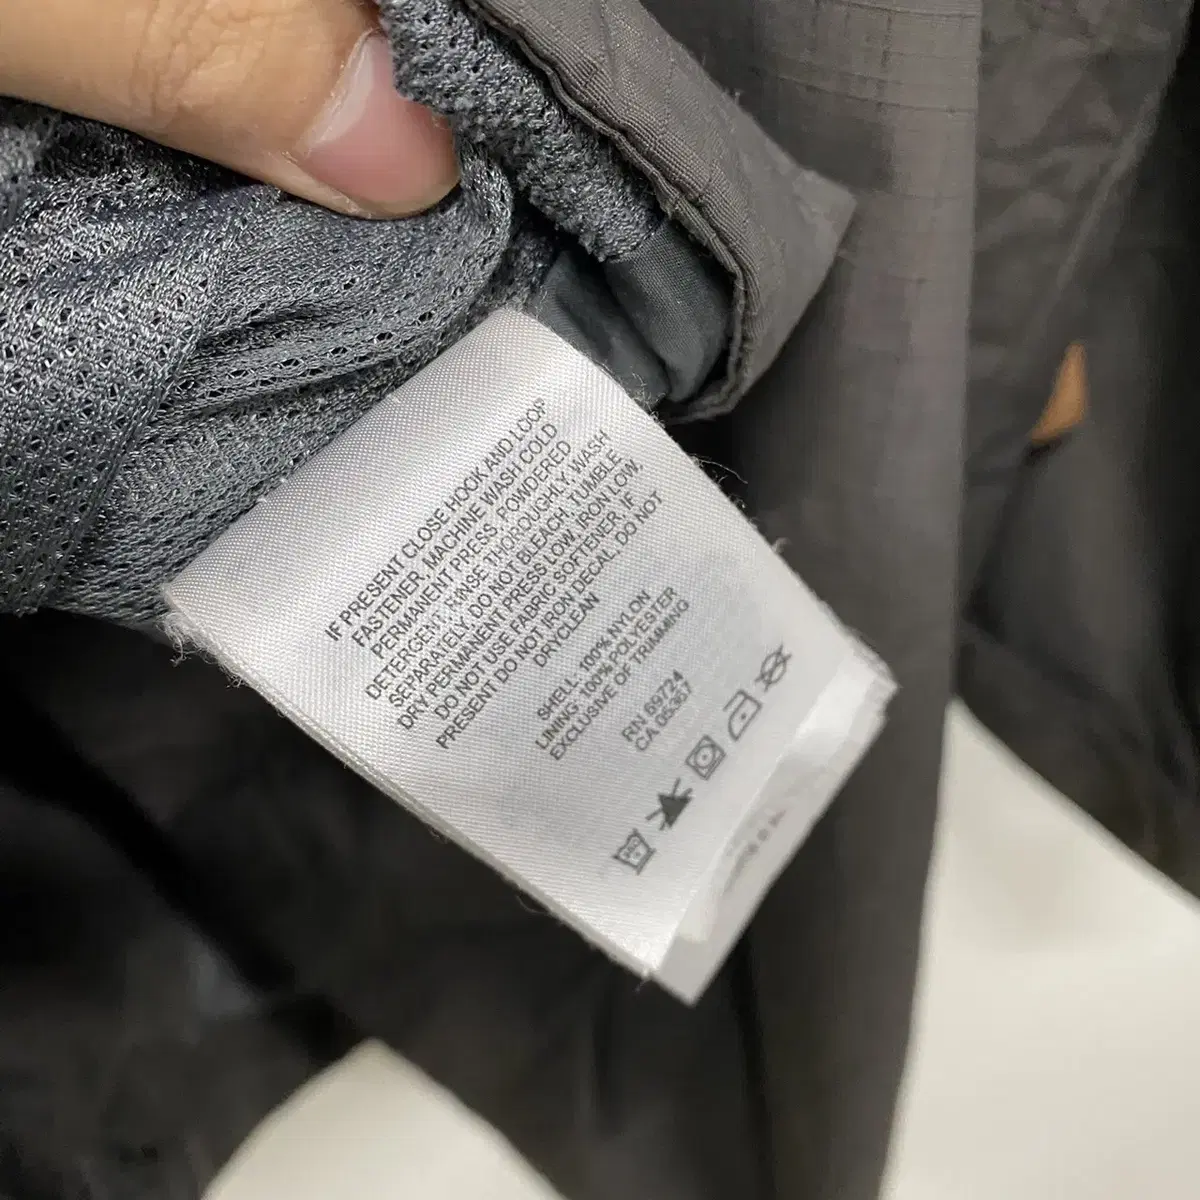 IF PRESENT CLOSE HOOK AND LOOP
FASTENER, MACHINE WASH COLD
PERMANENT PRESS, POWDERED
DETERGENT, RINSE THOROUGHLY, WASH
SEPARATELY, DO NOT BLEACH, TUMBLE
DRY PERMANENT PRESS LOW, IRON LOW,
DO NOT USE FABRIC SOFTENER, IF
PRESENT DO NOT IRON DECAL, DO NOT
DRYCLEAN
SHELL 100% NYLON
LINING 100% POLYESTER
EXCLUSIVE OF TRIMMING
RN 69724
CA 05367